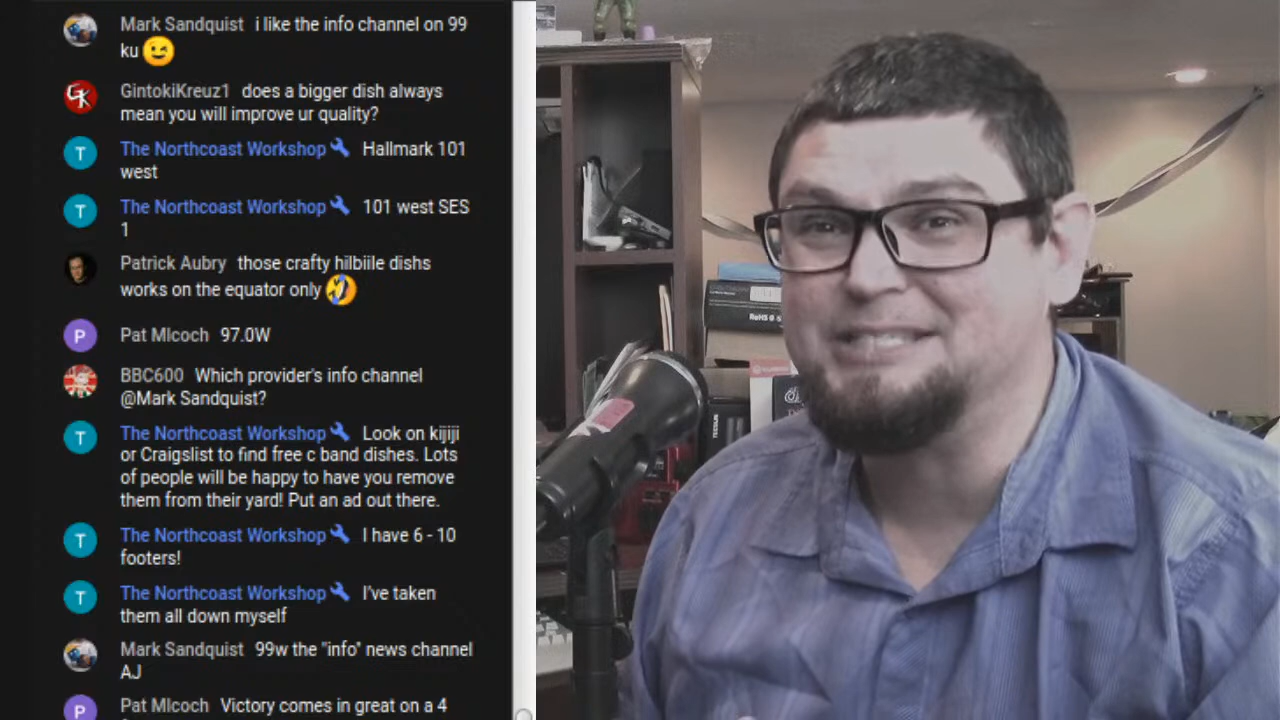 Mark Sandquist i like the info channel on 99
ku 😉
GK
GintokiKreuz1 does a bigger dish always
mean you will improve ur quality?
T
The Northcoast Workshop Hallmark 101
west
T
The Northcoast Workshop 101 west SES
1
Patrick Aubry those crafty hilbiile dishs
works on the equator only 🤣
P
Pat Mlcoch 97.0W
BBC600 Which provider's info channel
@Mark Sandquist?
T
The Northcoast Workshop Look on kijiji
or Craigslist to find free c band dishes. Lots
of people will be happy to have you remove
them from their yard! Put an ad out there.
T
The Northcoast Workshop I have 6 - 10
footers!
T
The Northcoast Workshop I've taken
them all down myself
Mark Sandquist 99w the "info" news channel
AJ
P
Pat Mlcoch Victory comes in great on a 4
RoHS